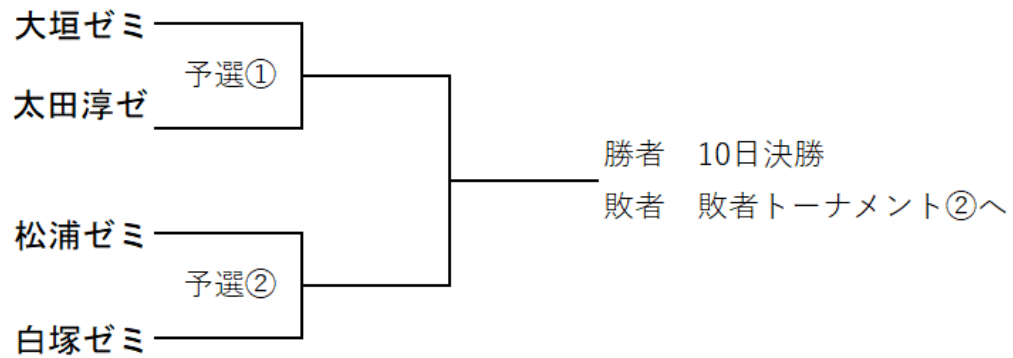 大垣ゼミ
予選①
太田淳ゼ
勝者 10日決勝
敗者 敗者トーナメント②へ
松浦ゼミ
予選②
白塚ゼミ